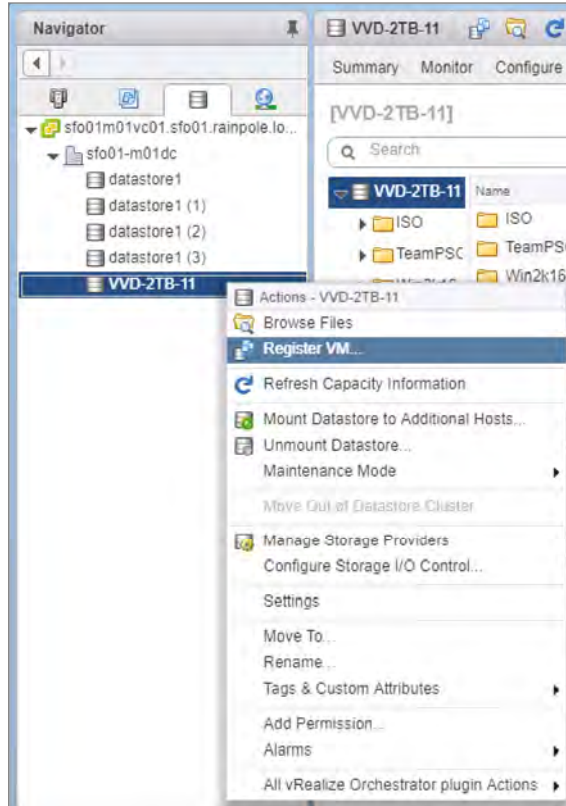 Navigator
VVD-2TB-11
Summary Monitor Configure
[VVD-2TB-11]
Search
sfo01m01vc01.sfo01.rainpole.lo...
sfo01-m01dc
datastore1
datastore1 (1)
datastore1 (2)
datastore1 (3)
VVD-2TB-11
VVD-2TB-11 Name
ISO ISO
TeamPSC TeamPS
Win2k16
Actions - VVD-2TB-11
Browse Files
Register VM...
Refresh Capacity Information
Mount Datastore to Additional Hosts...
Unmount Datastore...
Maintenance Mode
Move Out of Datastore Cluster
Manage Storage Providers
Configure Storage I/O Control...
Settings
Move To...
Rename...
Tags & Custom Attributes
Add Permission...
Alarms
All vRealize Orchestrator plugin Actions